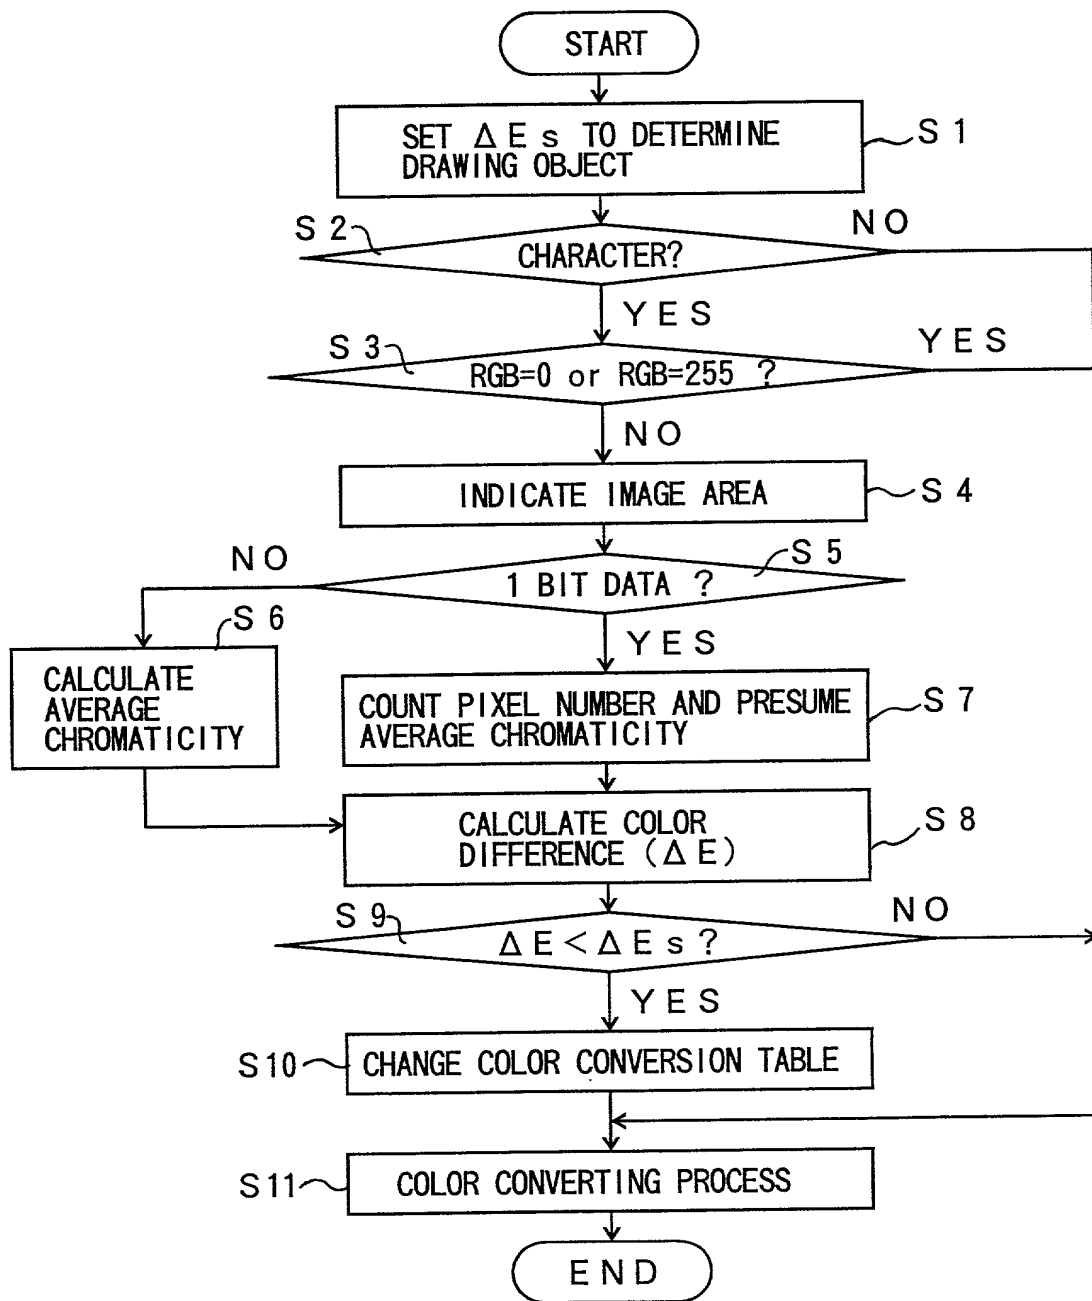 START
SET ΔEs TO DETERMINE
DRAWING OBJECT
S1
S2
CHARACTER?
NO
YES
S3
RGB=0 or RGB=255 ?
YES
NO
INDICATE IMAGE AREA
S4
NO
1 BIT DATA ?
S5
YES
S6
CALCULATE
AVERAGE
CHROMATICITY
COUNT PIXEL NUMBER AND PRESUME
AVERAGE CHROMATICITY
S7
CALCULATE COLOR
DIFFERENCE (ΔE)
S8
S9
ΔE<ΔEs?
NO
YES
S10
CHANGE COLOR CONVERSION TABLE
S11
COLOR CONVERTING PROCESS
END